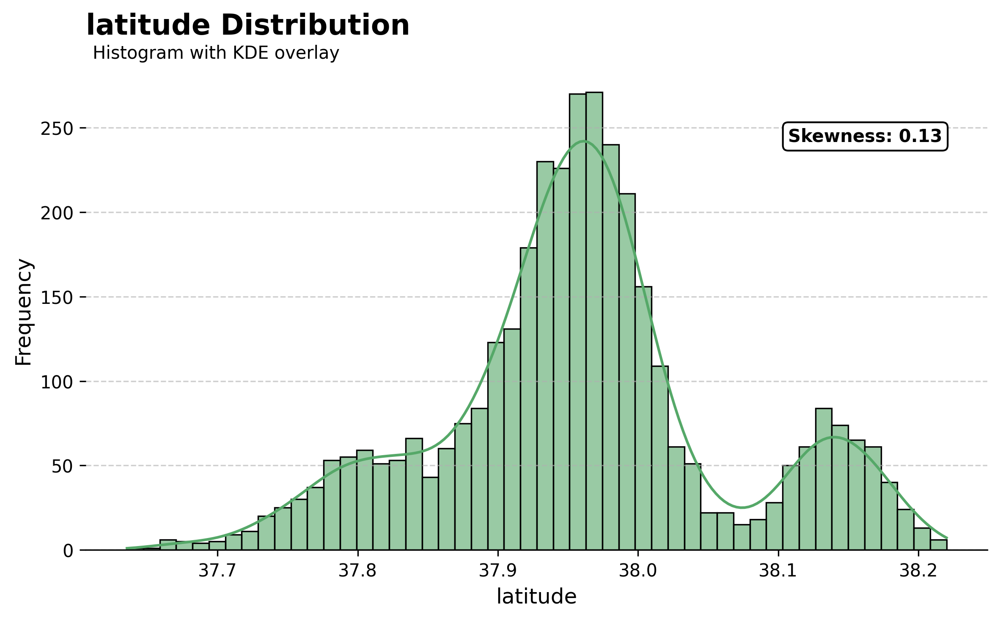 latitude Distribution
Histogram with KDE overlay
Skewness: 0.13
Frequency
250
200
150
100
50
0
37.7 37.8 37.9 38.0 38.1 38.2
latitude